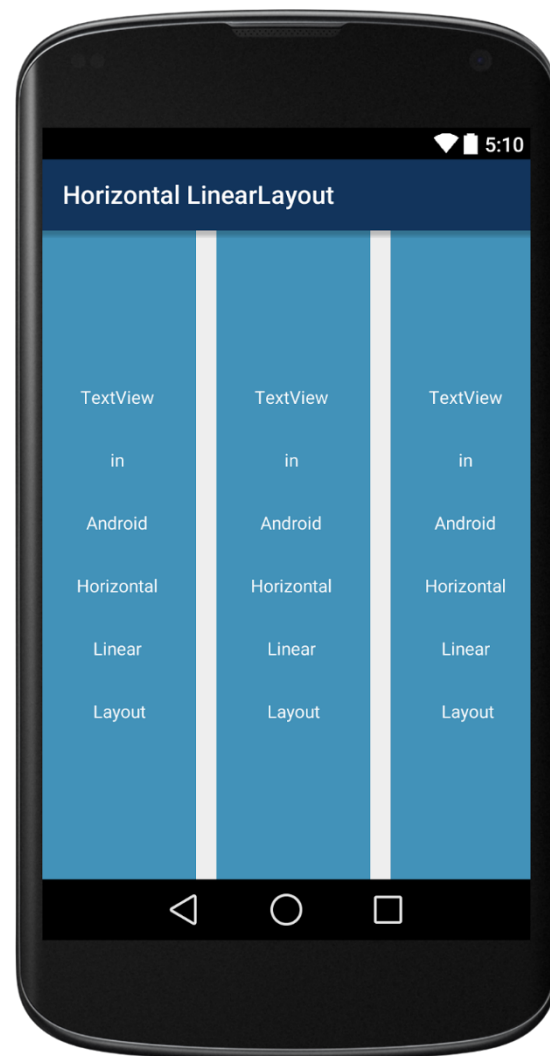 5:10
Horizontal LinearLayout
TextView
in
Android
Horizontal
Linear
Layout
TextView
in
Android
Horizontal
Linear
Layout
TextView
in
Android
Horizontal
Linear
Layout